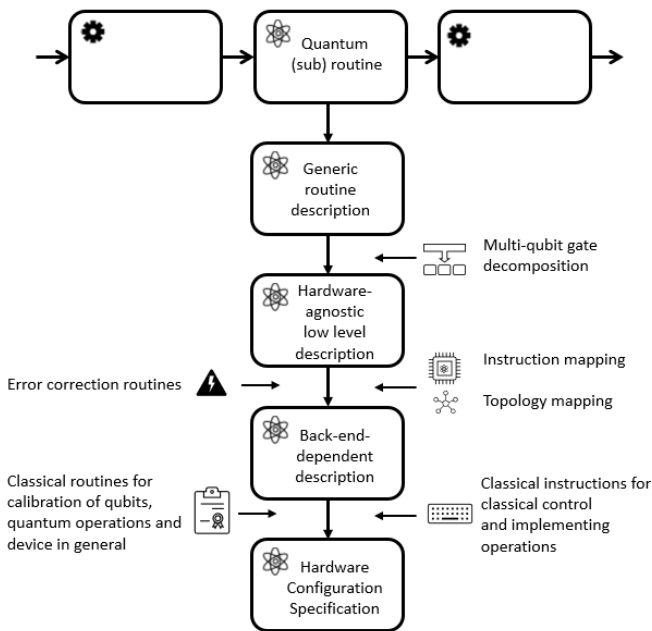 Quantum
(sub) routine
Generic
routine
description
Multi-qubit gate
decomposition
Hardware-
agnostic
low level
description
Error correction routines
Instruction mapping
Topology mapping
Back-end-
dependent
description
Classical routines for
calibration of qubits,
quantum operations and
device in general
Classical instructions for
classical control
and implementing
operations
Hardware
Configuration
Specification